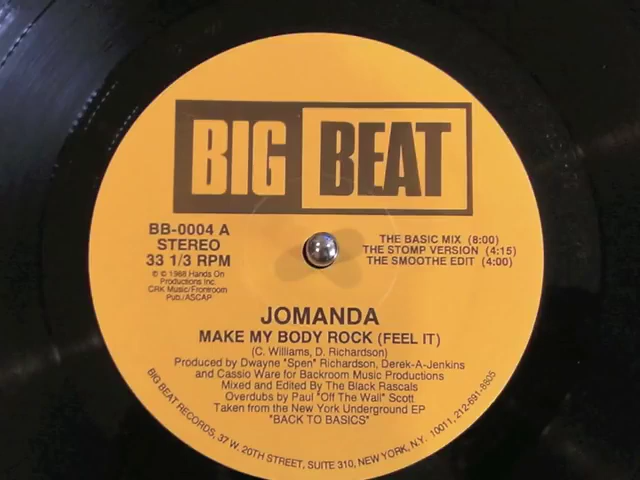 BIG BEAT
BB-0004 A
STEREO
33 1/3 RPM
℗ © 1988 Hands On
Productions Inc.
CRK Music/Frontroom
Pub./ASCAP
THE BASIC MIX (8:00)
THE STOMP VERSION (4:15)
THE SMOOTHE EDIT (4:00)
JOMANDA
MAKE MY BODY ROCK (FEEL IT)
(C. Williams, D. Richardson)
Produced by Dwayne "Spen" Richardson, Derek-A-Jenkins
and Cassio Ware for Backroom Music Productions
Mixed and Edited By The Black Rascals
Overdubs by Paul "Off The Wall" Scott
Taken from the New York Underground EP
"BACK TO BASICS"
BIG BEAT RECORDS, 37 W. 20TH STREET, SUITE 310, NEW YORK, N.Y. 10011, 212-691-8805